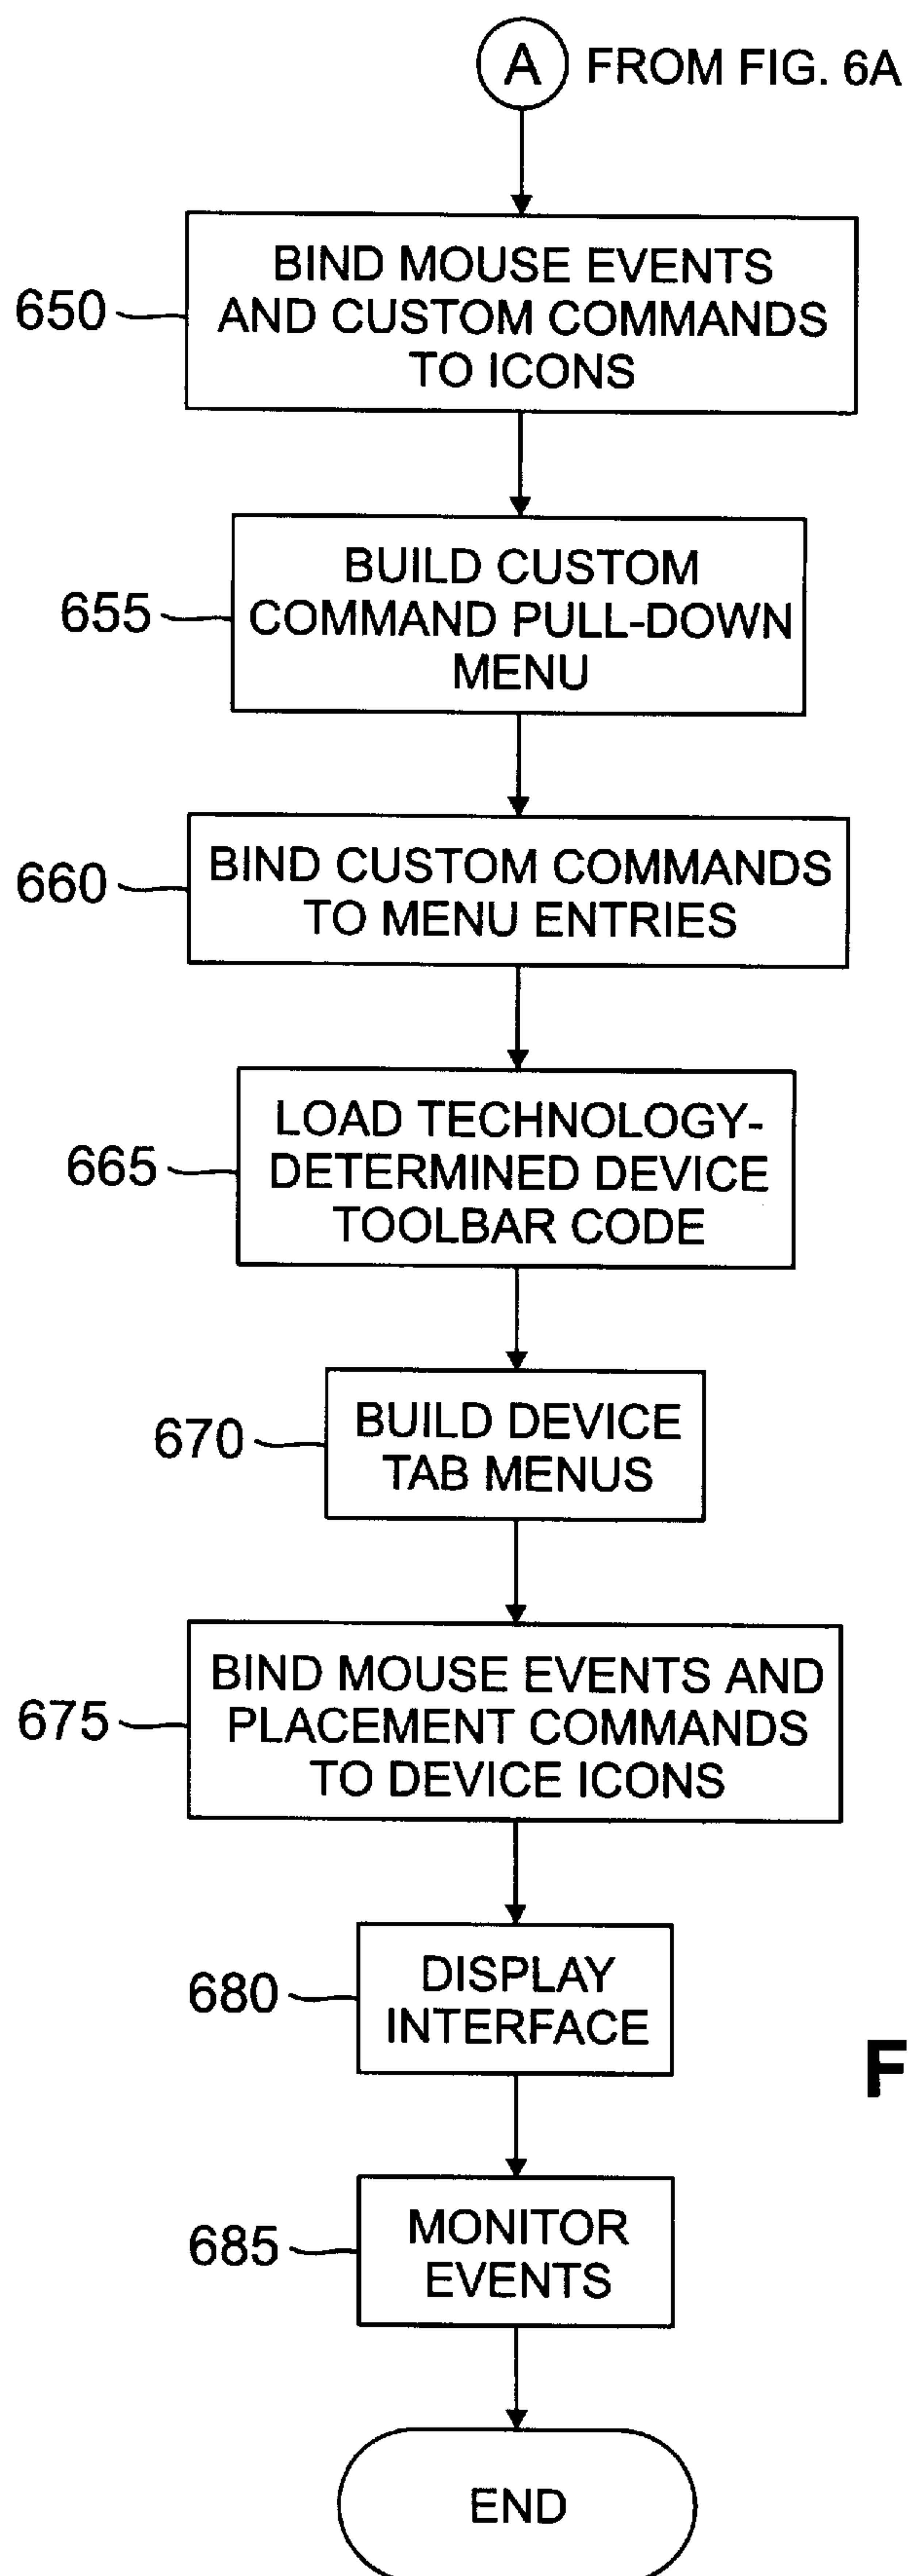 A FROM FIG. 6A
650
BIND MOUSE EVENTS
AND CUSTOM COMMANDS
TO ICONS
655
BUILD CUSTOM
COMMAND PULL-DOWN
MENU
660
BIND CUSTOM COMMANDS
TO MENU ENTRIES
665
LOAD TECHNOLOGY-
DETERMINED DEVICE
TOOLBAR CODE
670
BUILD DEVICE
TAB MENUS
675
BIND MOUSE EVENTS AND
PLACEMENT COMMANDS
TO DEVICE ICONS
680
DISPLAY
INTERFACE
F
685
MONITOR
EVENTS
END